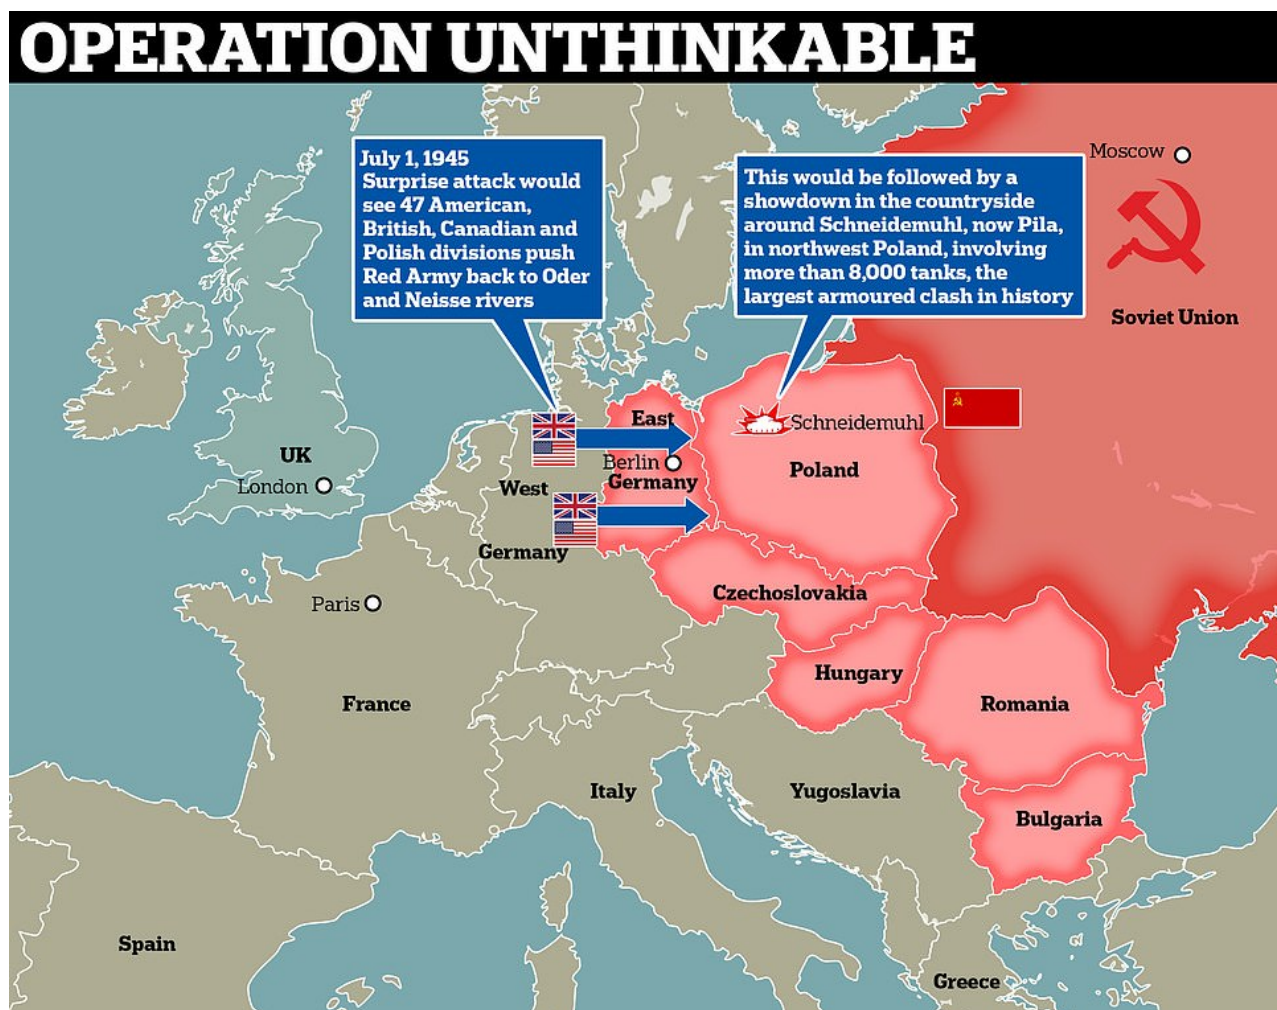 OPERATION UNTHINKABLE
July 1, 1945
Surprise attack would
see 47 American,
British, Canadian and
Polish divisions push
Red Army back to Oder
and Neisse rivers
This would be followed by a
showdown in the countryside
around Schneidemuhl, now Pila,
in northwest Poland, involving
more than 8,000 tanks, the
largest armoured clash in history
Moscow
Soviet Union
East
Schneidemuhl
UK
Berlin
Poland
London
West
Germany
Germany
Czechoslovakia
Paris
Hungary
France
Romania
Italy
Yugoslavia
Bulgaria
Spain
Greece